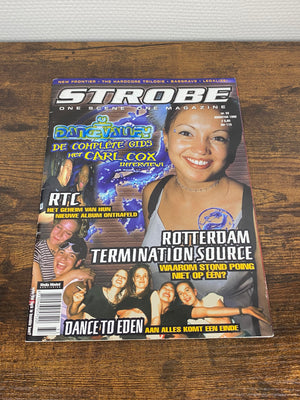 NEW FRONTIER · THE HARDCORE TRILOGIE · BASSRAVE · LEGALIZE!
STROBE
ONE SCENE ONE MAGAZINE
DANCE VALLEY
DE COMPLETE GIDS
HET CARL COX
INTERVIEW!
RTC
HET GEHEIM VAN HUN
NIEUWE ALBUM ONTRAFELD
ROTTERDAM
TERMINATION SOURCE
WAAROM STOND POING
NIET OP ÉÉN?
DANCE TO EDEN AAN ALLES KOMT EEN EINDE